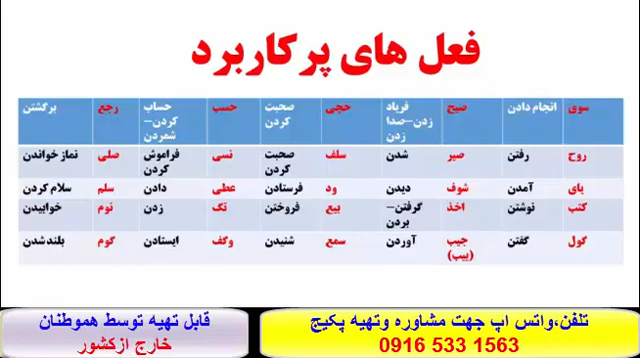 فعل های پرکاربرد
سوی انجام دادن صیح فریاد زدن-صدا زدن حجی صحبت کردن حسب حساب کردن– شمردن رجع برگشتن
روح رفتن صیر شدن سلف صحبت کردن نسی فراموش کردن صلی نماز خواندن
یای آمدن شوف دیدن ود فرستادن عطی دادن سلم سلام کردن
کتب نوشتن اخذ گرفتن– بردن بیع فروختن تک زدن نوم خوابیدن
گول گفتن جیب (ییب) آوردن سمع شنیدن وگف ایستادن گوم بلند شدن
تلفن،واتس اپ جهت مشاوره وتهیه پکیج
0916 533 1563
قابل تهیه توسط هموطنان
خارج ازکشور